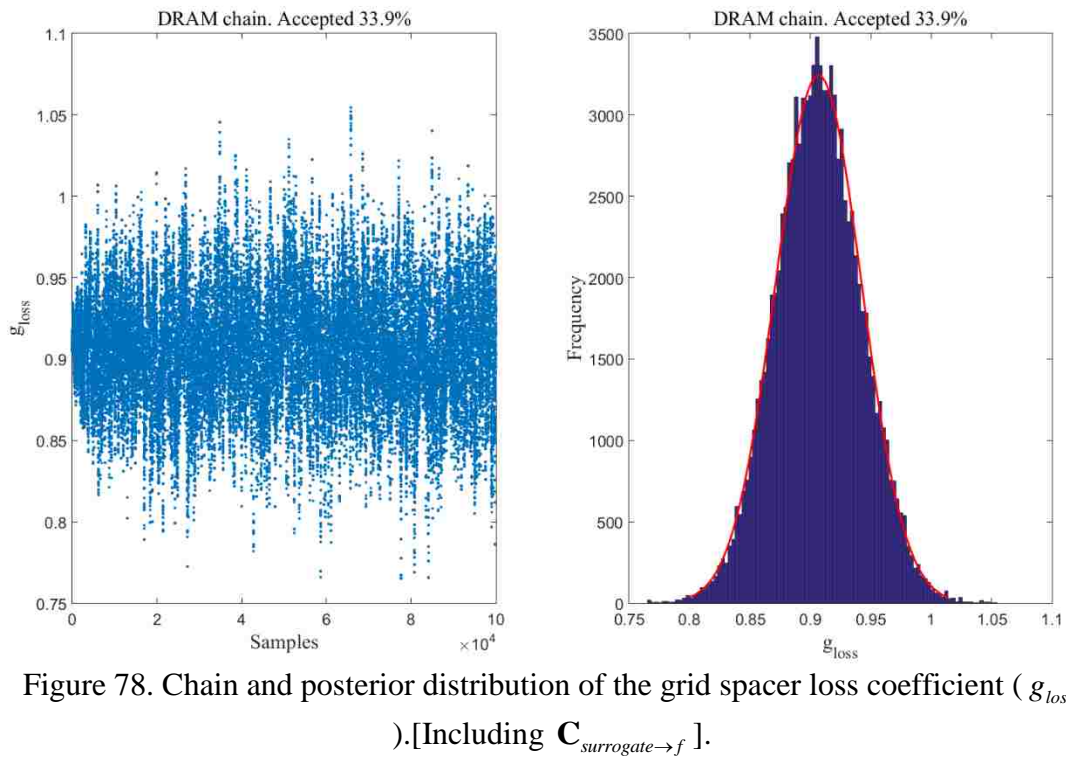 DRAM chain. Accepted 33.9%
1.1
1.05
1
0.95
0.9
0.85
0.8
0.75
g_loss
0 2 4 6 8 10
Samples
×10^4
DRAM chain. Accepted 33.9%
3500
3000
2500
2000
1500
1000
500
0
Frequency
0.75 0.8 0.85 0.9 0.95 1 1.05 1.1
g_loss
Figure 78. Chain and posterior distribution of the grid spacer loss coefficient ( g_los
).[Including C_surrogate→f ].